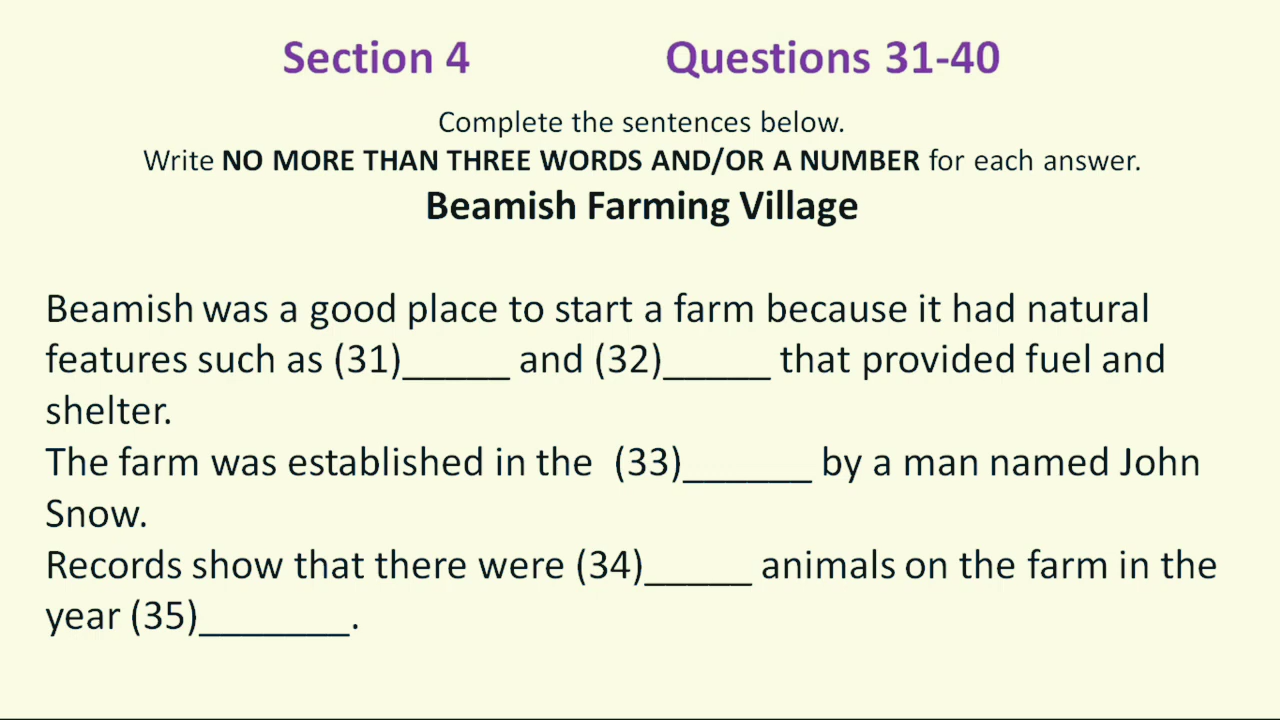 Section 4 Questions 31-40
Complete the sentences below.
Write NO MORE THAN THREE WORDS AND/OR A NUMBER for each answer.
Beamish Farming Village
Beamish was a good place to start a farm because it had natural
features such as (31)_____ and (32)_____ that provided fuel and
shelter.
The farm was established in the (33)______ by a man named John
Snow.
Records show that there were (34)_____ animals on the farm in the
year (35)_______.